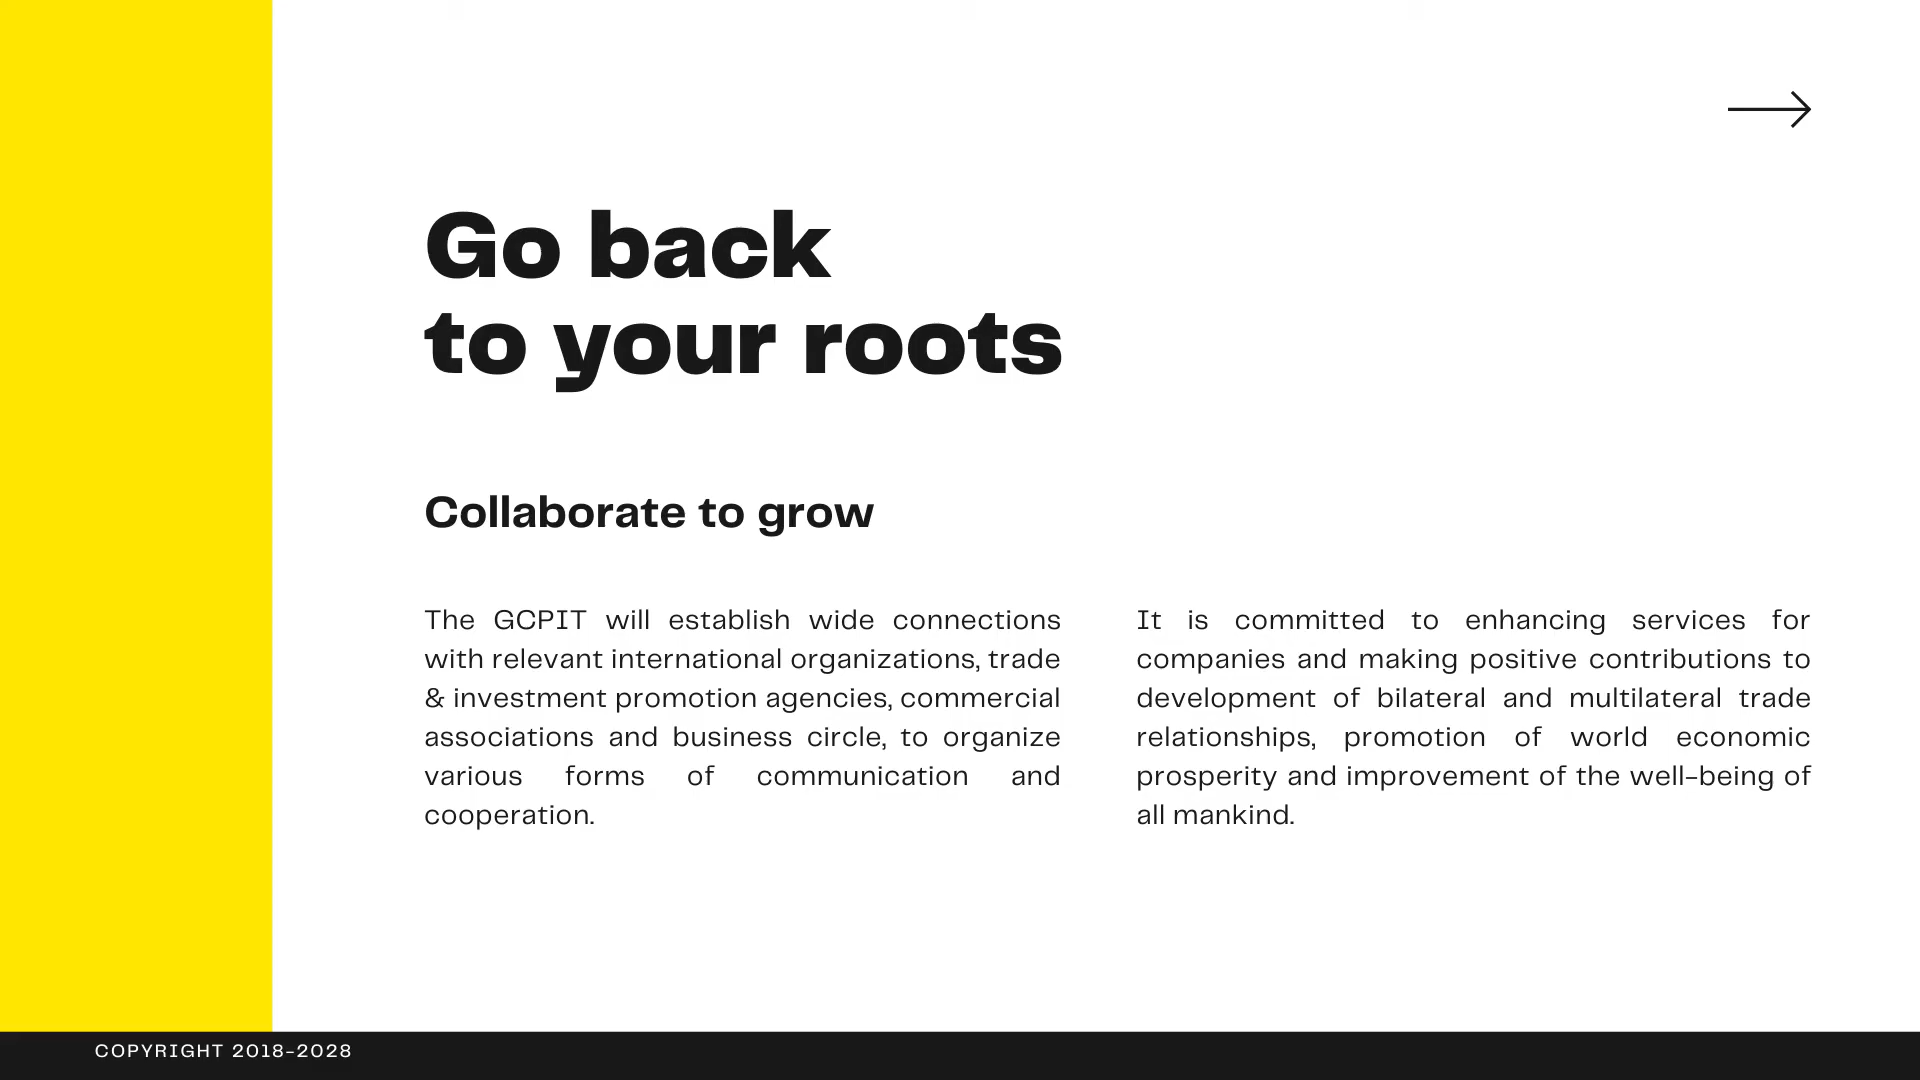 Go back
to your roots
Collaborate to grow
The GCPIT will establish wide connections
with relevant international organizations, trade
& investment promotion agencies, commercial
associations and business circle, to organize
various forms of communication and
cooperation.
It is committed to enhancing services for
companies and making positive contributions to
development of bilateral and multilateral trade
relationships, promotion of world economic
prosperity and improvement of the well-being of
all mankind.
COPYRIGHT 2018-2028